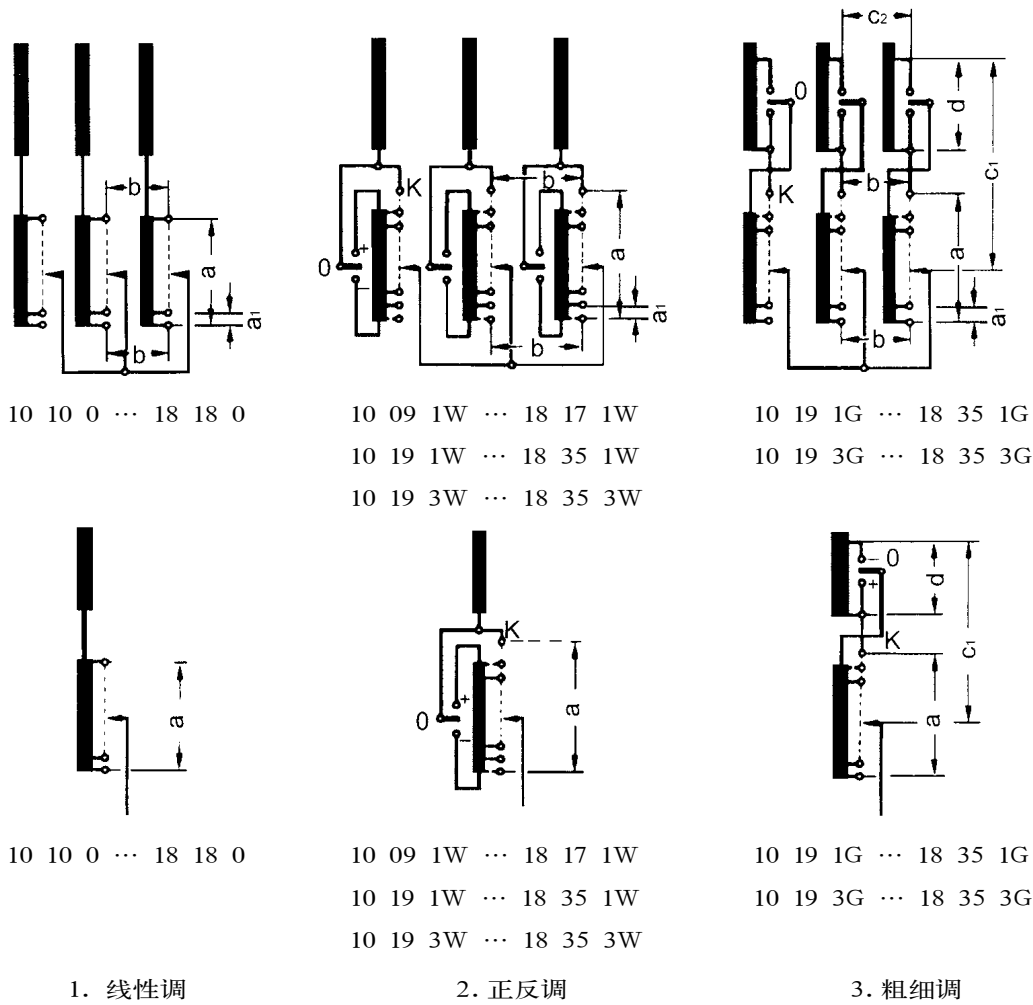 c₂
0
d
c₁
b
K
a
a₁
b
b
K
b
+
0
−
a
a₁
b
b
a
a₁
b
10 10 0 … 18 18 0
10 09 1W … 18 17 1W
10 19 1G … 18 35 1G
10 19 1W … 18 35 1W
10 19 3G … 18 35 3G
10 19 3W … 18 35 3W
a
K
+
0
−
a
− 0
+
d
K
c₁
a
10 10 0 … 18 18 0
10 09 1W … 18 17 1W
10 19 1G … 18 35 1G
10 19 1W … 18 35 1W
10 19 3G … 18 35 3G
10 19 3W … 18 35 3W
1. 线性调
2. 正反调
3. 粗细调